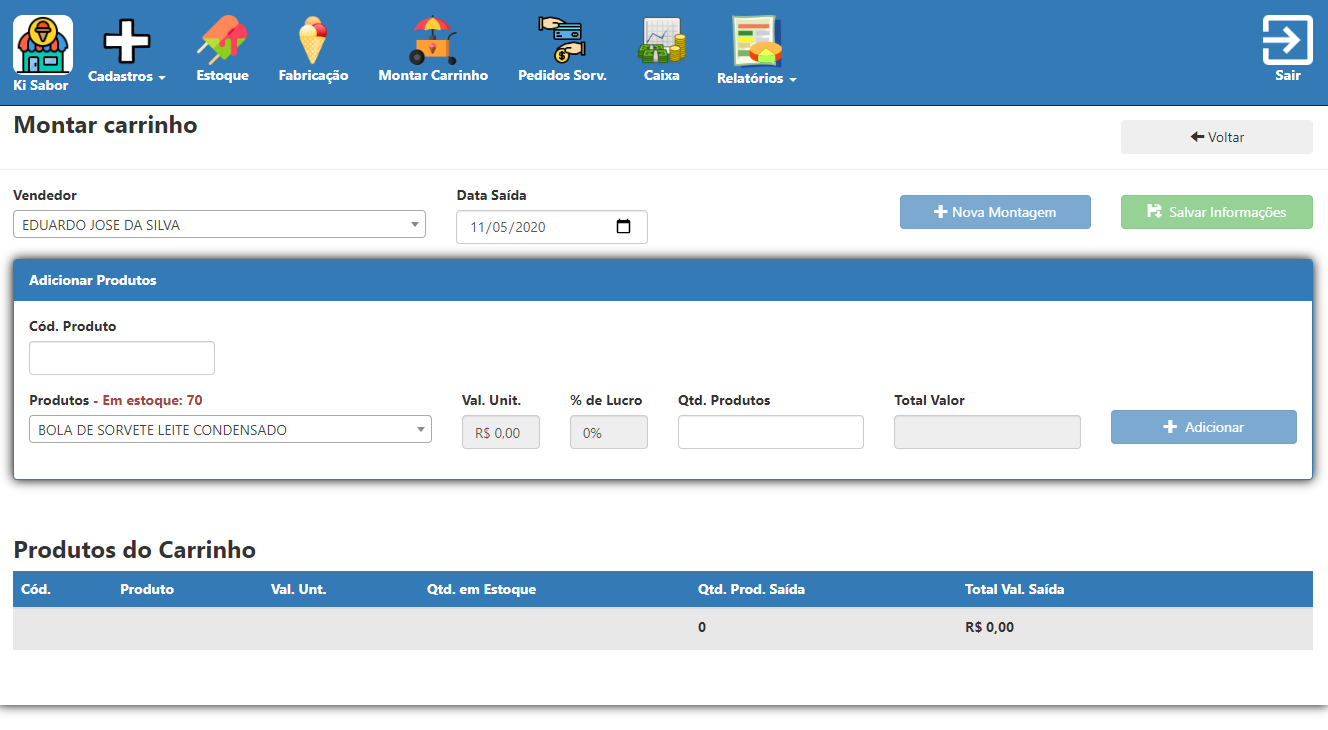 Ki Sabor
Cadastros
Estoque
Fabricação
Montar Carrinho
Pedidos Sorv.
Caixa
Relatórios
Sair
Montar carrinho
Voltar
Vendedor
Data Saída
EDUARDO JOSE DA SILVA
11/05/2020
Nova Montagem
Salvar Informações
Adicionar Produtos
Cód. Produto
Produtos - Em estoque: 70
Val. Unit.
% de Lucro
Qtd. Produtos
Total Valor
BOLA DE SORVETE LEITE CONDENSADO
R$ 0,00
0%
Adicionar
Produtos do Carrinho
Cód. Produto Val. Unt. Qtd. em Estoque Qtd. Prod. Saída Total Val. Saída
0 R$ 0,00